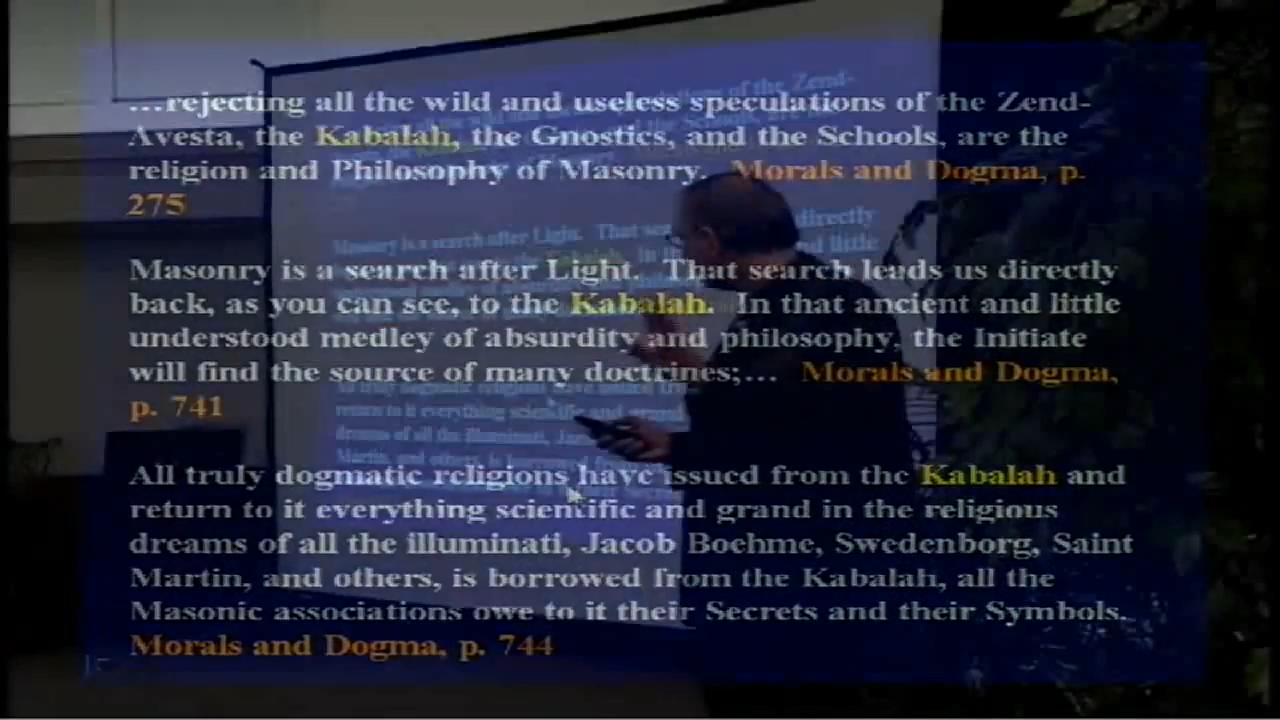 …rejecting all the wild and useless speculations of the Zend-
Avesta, the Kabalah, the Gnostics, and the Schools, are the
religion and Philosophy of Masonry. Morals and Dogma, p.
275
Masonry is a search after Light. That search leads us directly
back, as you can see, to the Kabalah. In that ancient and little
understood medley of absurdity and philosophy, the Initiate
will find the source of many doctrines;… Morals and Dogma,
p. 741
All truly dogmatic religions have issued from the Kabalah and
return to it everything scientific and grand in the religious
dreams of all the illuminati, Jacob Boehme, Swedenborg, Saint
Martin, and others, is borrowed from the Kabalah, all the
Masonic associations owe to it their Secrets and their Symbols.
Morals and Dogma, p. 744